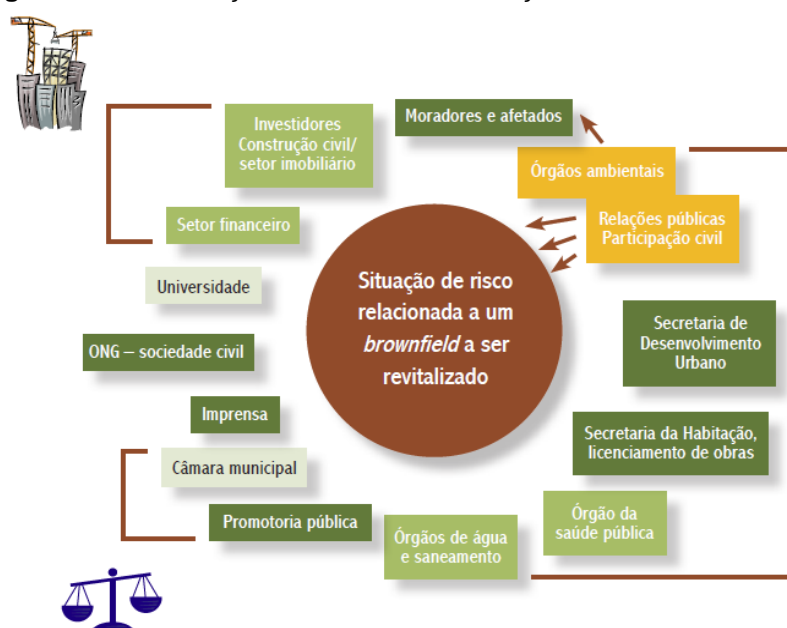 Investidores
Construção civil/
setor imobiliário
Moradores e afetados
Órgãos ambientais
Setor financeiro
Relações públicas
Participação civil
Universidade
Situação de risco
relacionada a um
brownfield a ser
revitalizado
Secretaria de
Desenvolvimento
Urbano
ONG – sociedade civil
Imprensa
Secretaria da Habitação,
licenciamento de obras
Câmara municipal
Promotoria pública
Órgãos de água
e saneamento
Órgão da
saúde pública